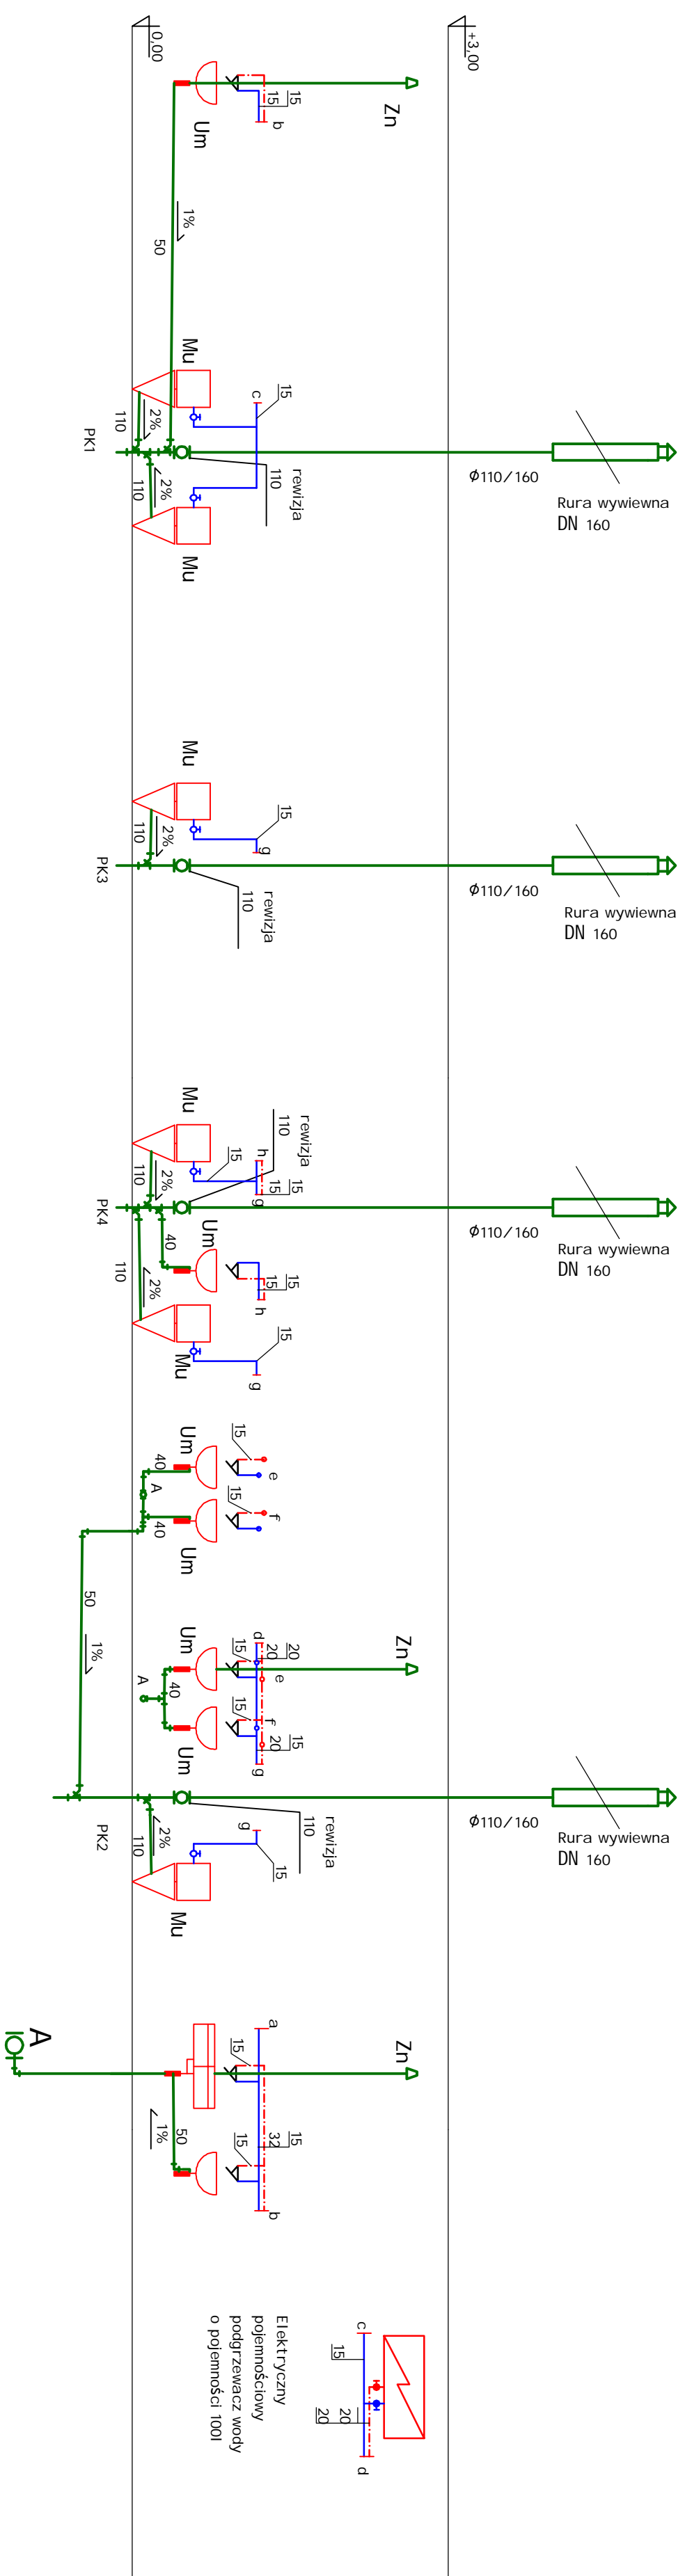 0,00
+3,00
Zn
Um
15
15
b
1%
50
Mu
c
15
2%
110
PK1
110
2%
rewizja
110
Mu
Φ110/160
Rura wywiewna
DN 160
Mu
15
g
2%
110
PK3
rewizja
110
Φ110/160
Rura wywiewna
DN 160
Mu
rewizja
110
h
15
15
15
g
2%
110
PK4
Um
40
110
2%
15
15
h
Mu
15
g
Φ110/160
Rura wywiewna
DN 160
Um
15
e
40
A
15
f
40
Um
50
1%
Zn
Um
d
20
20
15
e
A
40
15
f
15
20
g
Um
Φ110/160
Rura wywiewna
DN 160
rewizja
110
PK2
2%
110
g
15
Mu
A
Zn
a
15
15
32
15
b
50
1%
c
15
20
20
d
Elektryczny
pojemnościowy
podgrzewacz wody
o pojemności 100l